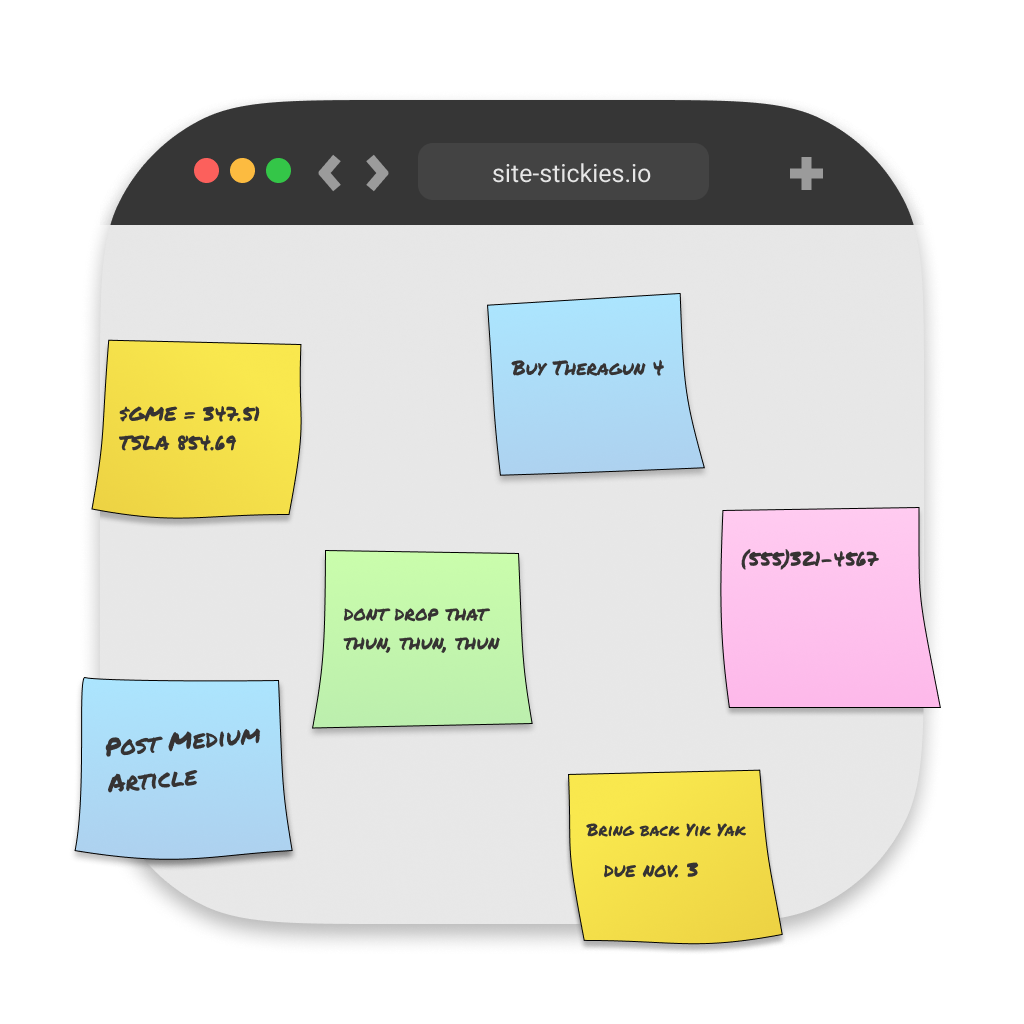 site-stickies.io
Buy Theragun 4
$GME = 347.51
TSLA 854.69
(555)321-4567
DONT DROP THAT
THUN, THUN, THUN
Post Medium
Article
Bring back Yik Yak
DUE NOV. 3